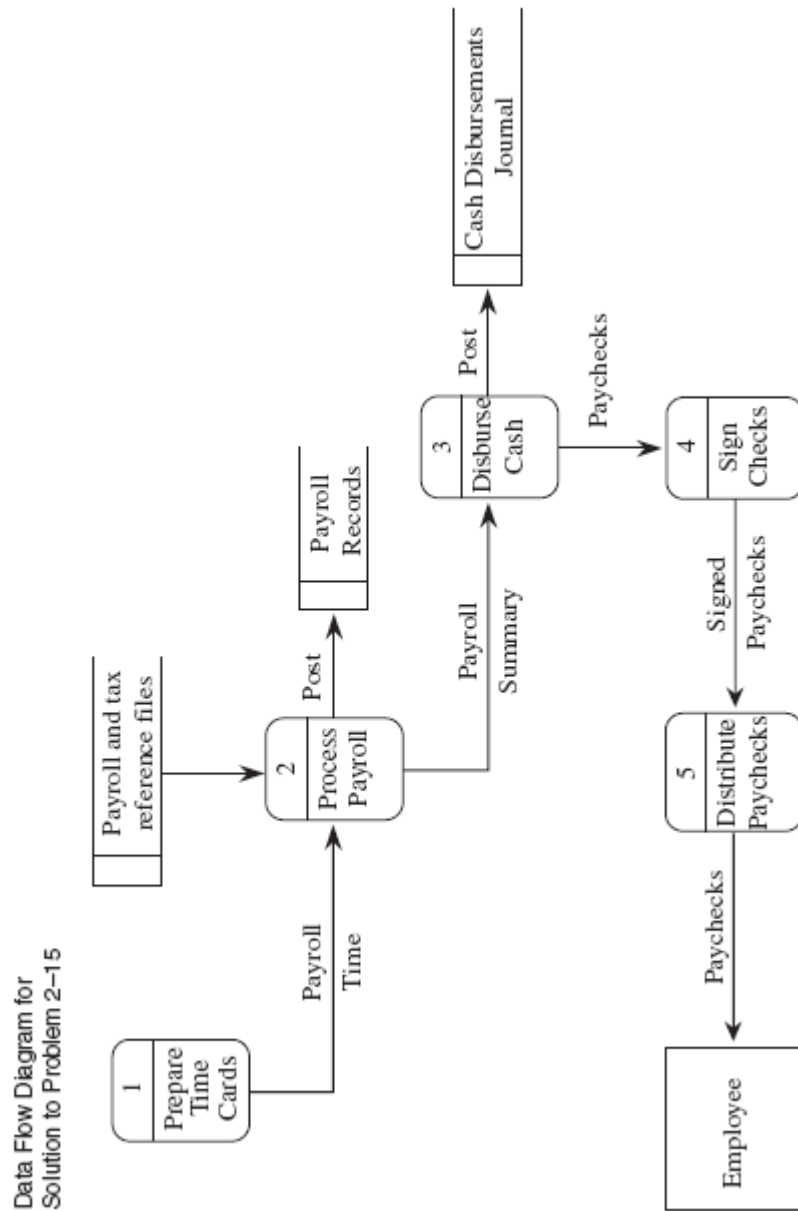 Data Flow Diagram for
Solution to Problem 2–15
1
Prepare
Time
Cards
Payroll
Time
Payroll and tax
reference files
2
Process
Payroll
Post
Payroll
Records
Payroll
Summary
3
Disburse
Cash
Post
Cash Disbursements
Journal
Paychecks
4
Sign
Checks
Signed
Paychecks
5
Distribute
Paychecks
Paychecks
Employee